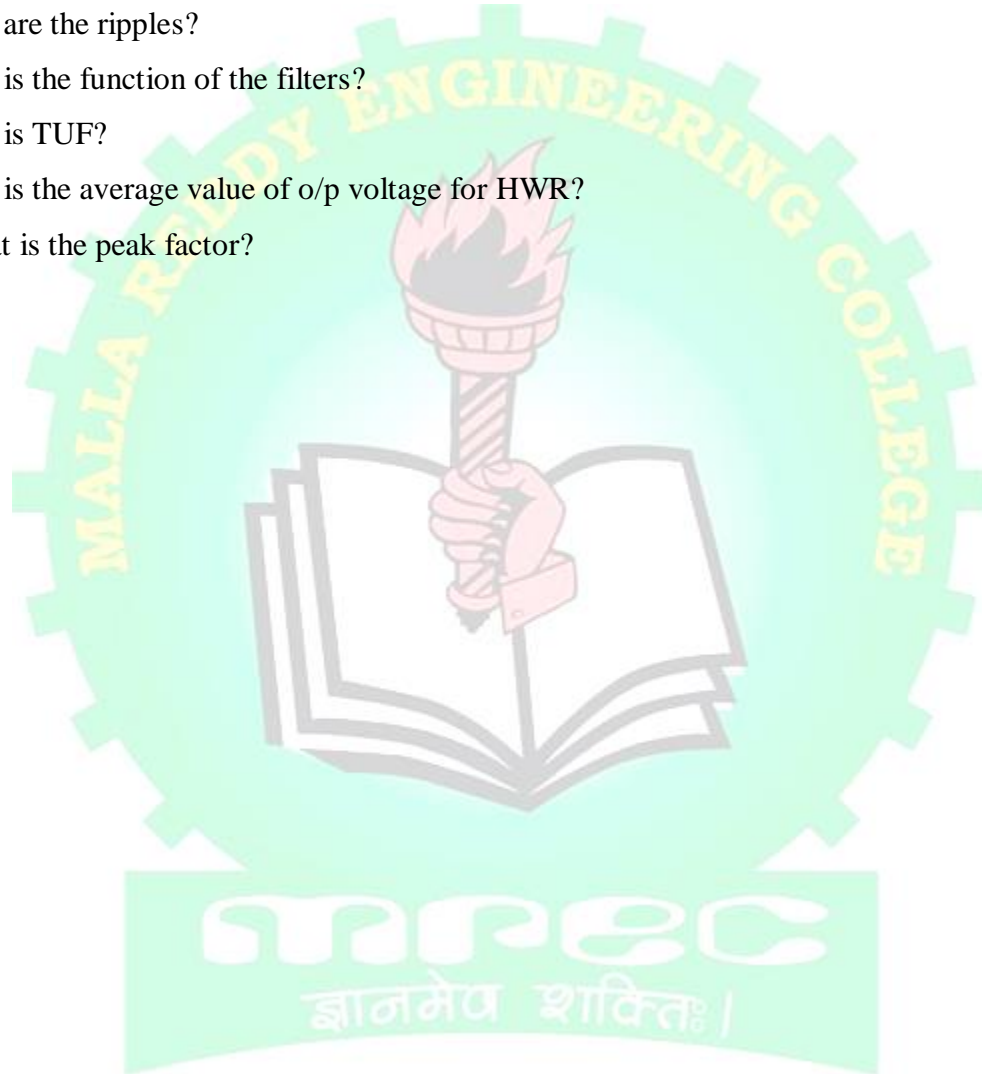 are the ripples?
is the function of the filters?
is TUF?
is the average value of o/p voltage for HWR?
t is the peak factor?
MALLA REDDY ENGINEERING COLLEGE
mrec
ज्ञानमेव शक्तिः।